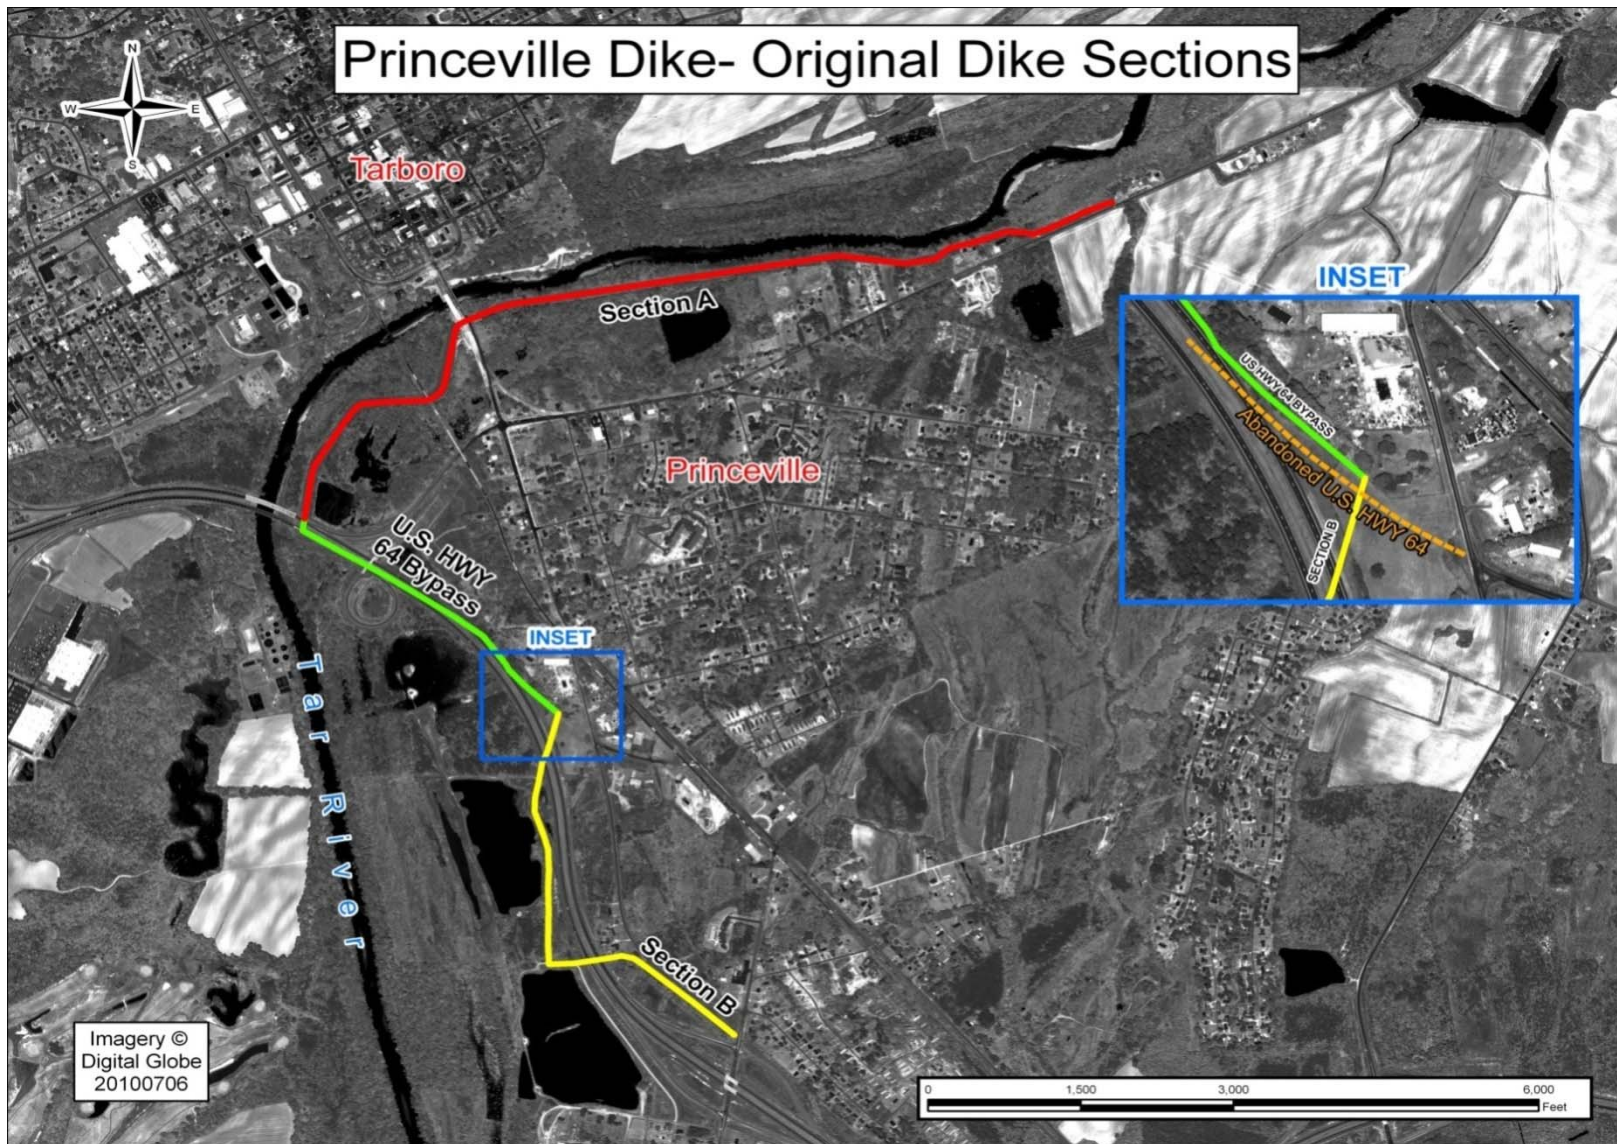 Princeville Dike- Original Dike Sections
N
W
E
S
Tarboro
Section A
INSET
US HWY 64 BYPASS
Abandoned U.S. HWY 64
SECTION B
Princeville
U.S. HWY
64 Bypass
INSET
Tar River
Section B
Imagery ©
Digital Globe
20100706
0
1,500
3,000
6,000
Feet